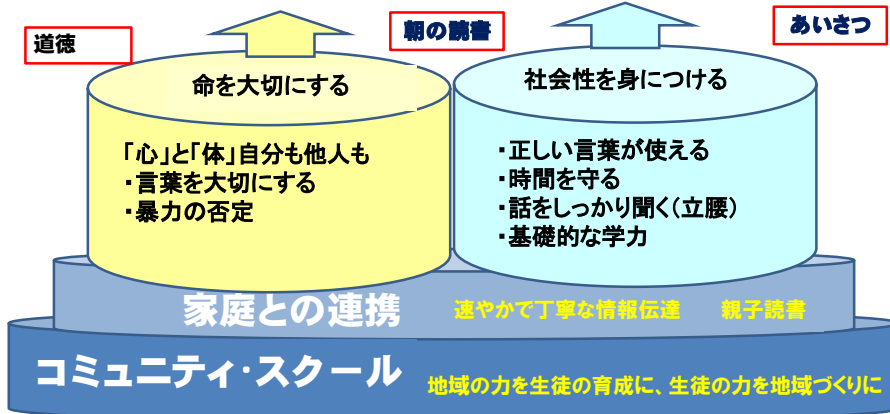 道徳
朝の読書
あいさつ
命を大切にする
「心」と「体」自分も他人も
・言葉を大切にする
・暴力の否定
社会性を身につける
・正しい言葉が使える
・時間を守る
・話をしっかり聞く（立腰）
・基礎的な学力
家庭との連携 速やかで丁寧な情報伝達 親子読書
コミュニティ・スクール 地域の力を生徒の育成に、生徒の力を地域づくりに